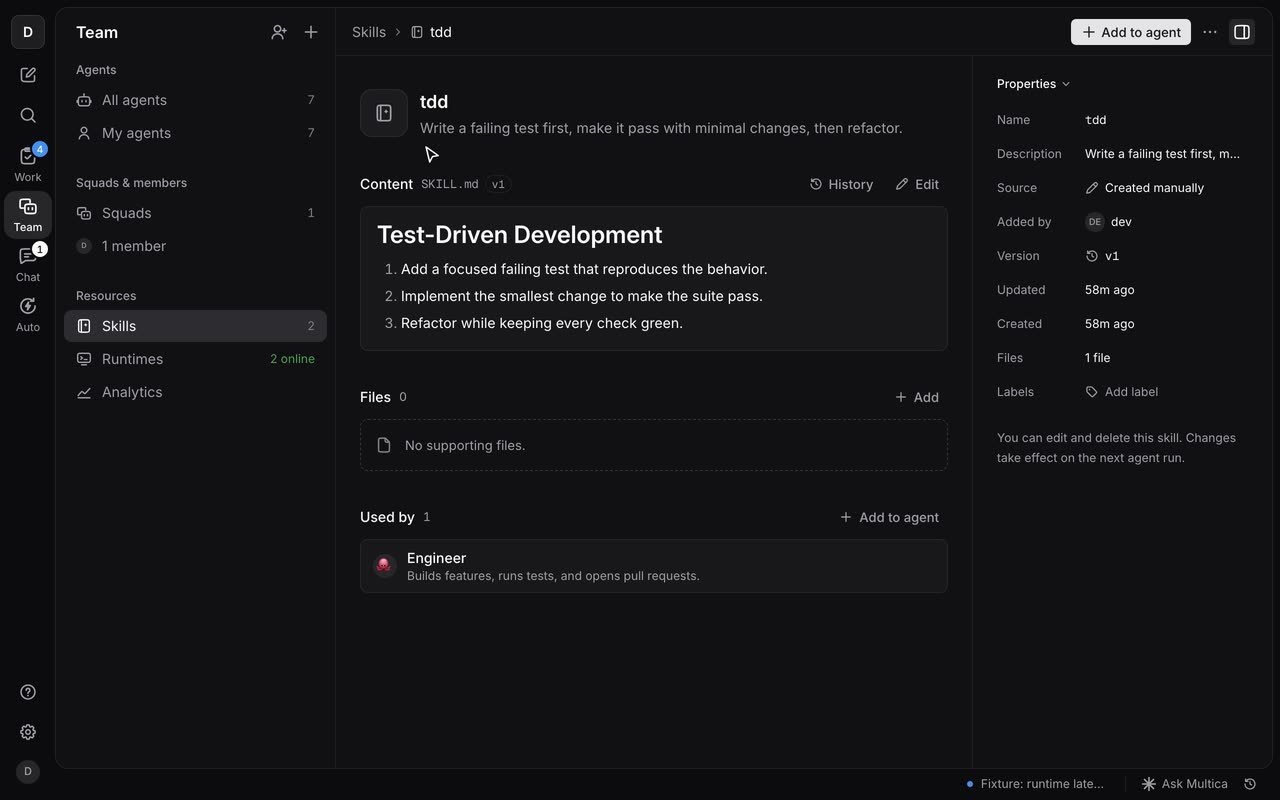 D
4
Work
Team
1
Chat
Auto
D
Team
Agents
All agents 7
My agents 7
Squads & members
Squads 1
D 1 member
Resources
Skills 2
Runtimes 2 online
Analytics
Skills > tdd
+ Add to agent
tdd
Write a failing test first, make it pass with minimal changes, then refactor.
Content SKILL.md v1 History Edit
Test-Driven Development
1. Add a focused failing test that reproduces the behavior.
2. Implement the smallest change to make the suite pass.
3. Refactor while keeping every check green.
Files 0 + Add
No supporting files.
Used by 1 + Add to agent
Engineer
Builds features, runs tests, and opens pull requests.
Properties
Name tdd
Description Write a failing test first, m...
Source Created manually
Added by DE dev
Version v1
Updated 58m ago
Created 58m ago
Files 1 file
Labels Add label
You can edit and delete this skill. Changes
take effect on the next agent run.
Fixture: runtime late... Ask Multica